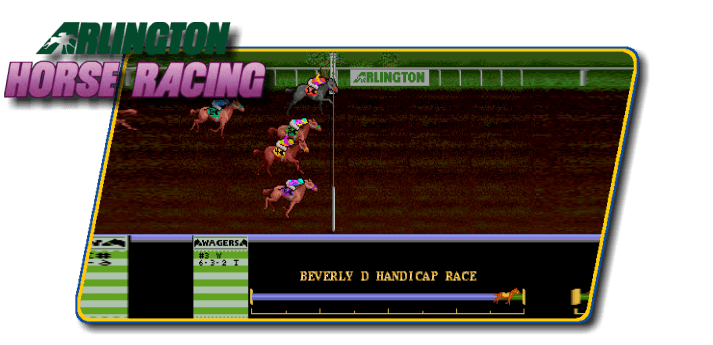 ARLINGTON
HORSE RACING
ARLINGTON
WAGERS
#3 W
6-3-2 T
BEVERLY D HANDICAP RACE